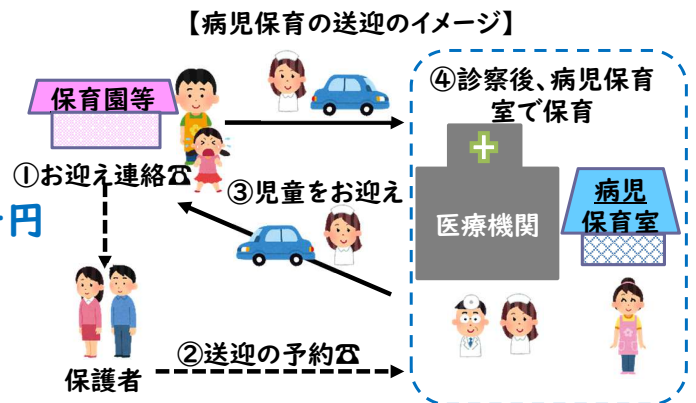 【病児保育の送迎のイメージ】
保育園等
④診察後、病児保育
室で保育
①お迎え連絡☎
③児童をお迎え
医療機関
病児
保育室
円
②送迎の予約☎
保護者